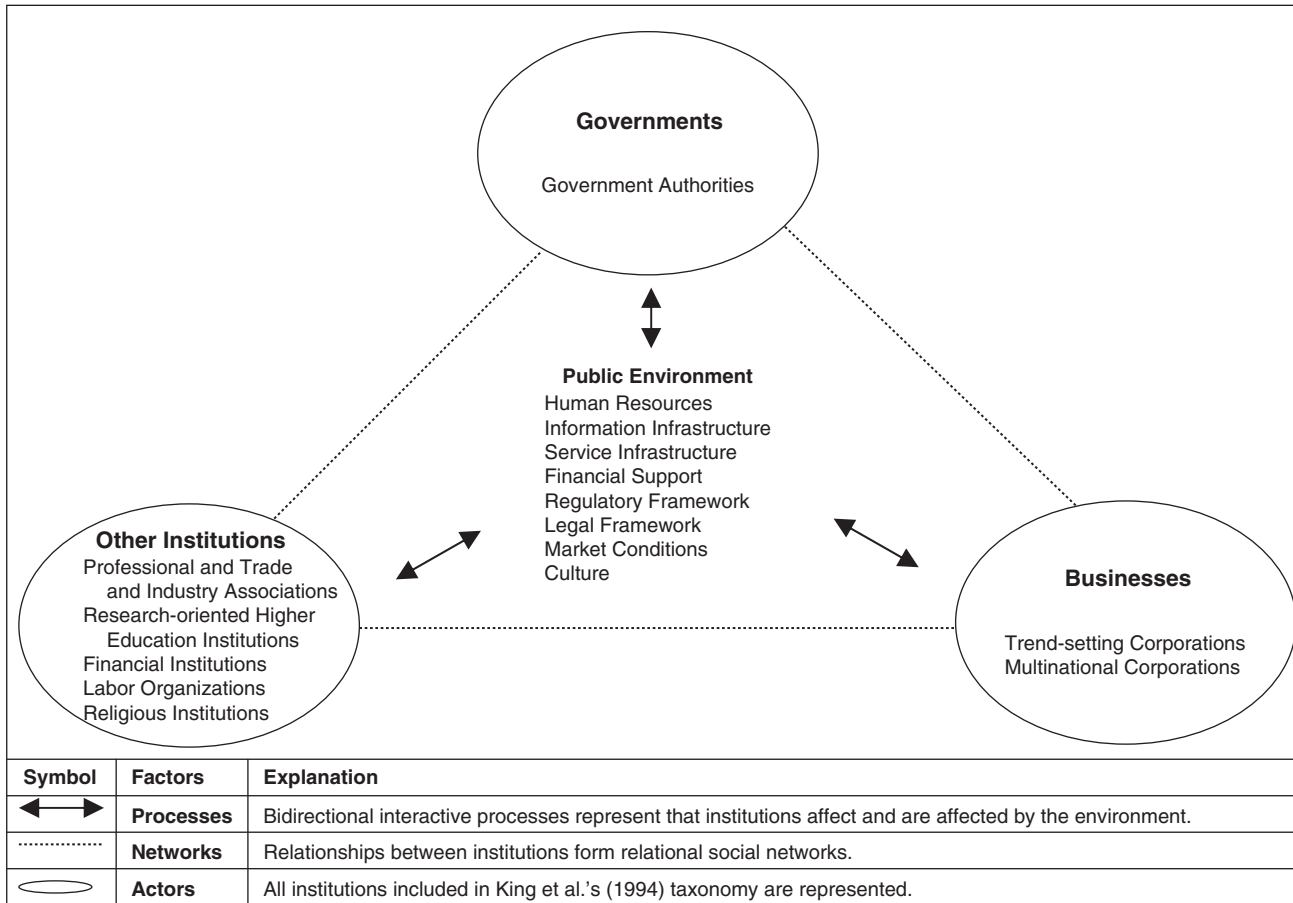 Governments
Government Authorities
Public Environment
Human Resources
Information Infrastructure
Service Infrastructure
Financial Support
Regulatory Framework
Legal Framework
Market Conditions
Culture
Other Institutions
Professional and Trade
and Industry Associations
Research-oriented Higher
Education Institutions
Financial Institutions
Labor Organizations
Religious Institutions
Businesses
Trend-setting Corporations
Multinational Corporations
Symbol Factors Explanation
Processes Bidirectional interactive processes represent that institutions affect and are affected by the environment.
Networks Relationships between institutions form relational social networks.
Actors All institutions included in King et al.'s (1994) taxonomy are represented.